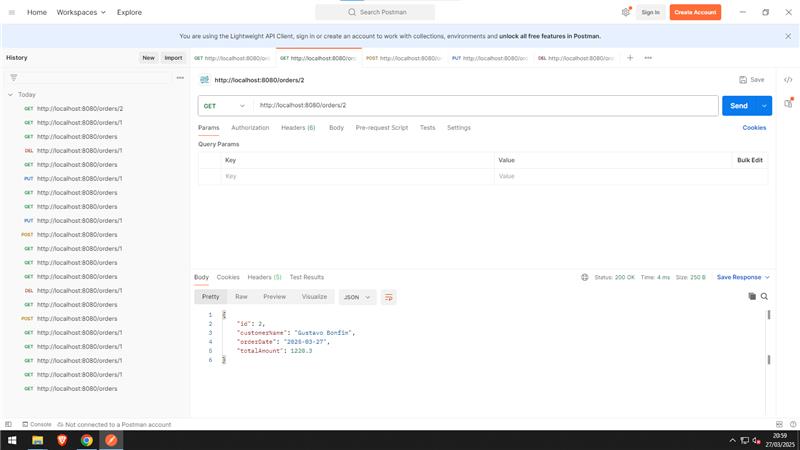 Home Workspaces Explore
Search Postman
Sign In Create Account
You are using the Lightweight API Client, sign in or create an account to work with collections, environments and unlock all free features in Postman.
History New Import
GET http://localhost:8080/ord
GET http://localhost:8080/ord
POST http://localhost:8080/or
PUT http://localhost:8080/ord
DEL http://localhost:8080/ord
http://localhost:8080/orders/2 Save
GET http://localhost:8080/orders/2 Send
Params Authorization Headers (6) Body Pre-request Script Tests Settings Cookies
Query Params
Key Value Bulk Edit
Key Value
Today
GET http://localhost:8080/orders/2
GET http://localhost:8080/orders/1
GET http://localhost:8080/orders
DEL http://localhost:8080/orders/1
GET http://localhost:8080/orders
PUT http://localhost:8080/orders/1
GET http://localhost:8080/orders
GET http://localhost:8080/orders
PUT http://localhost:8080/orders/1
POST http://localhost:8080/orders
GET http://localhost:8080/orders/1
GET http://localhost:8080/orders
GET http://localhost:8080/orders
DEL http://localhost:8080/orders/1
GET http://localhost:8080/orders
POST http://localhost:8080/orders
GET http://localhost:8080/orders/1
GET http://localhost:8080/orders/1
GET http://localhost:8080/orders/1
GET http://localhost:8080/orders/1
GET http://localhost:8080/orders
Body Cookies Headers (5) Test Results Status: 200 OK Time: 4 ms Size: 250 B Save Response
Pretty Raw Preview Visualize JSON
1 {
2 "id": 2,
3 "customerName": "Gustavo Bonfim",
4 "orderDate": "2025-03-27",
5 "totalAmount": 1220.3
6 }
Console Not connected to a Postman account
20:59
27/03/2025